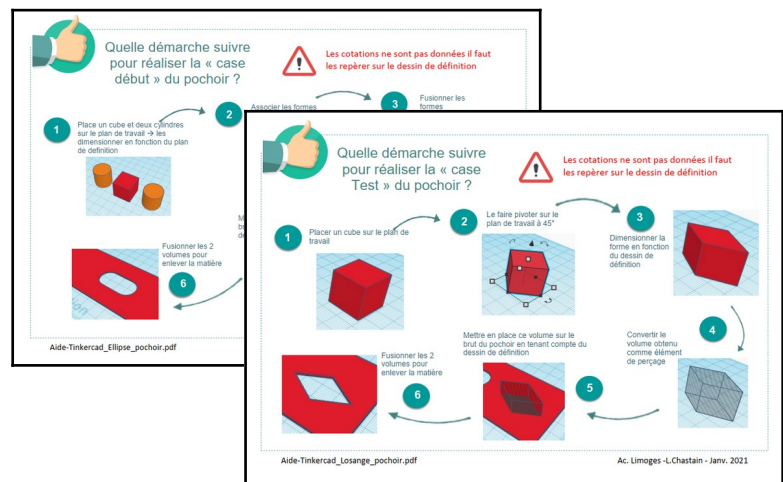 Quelle démarche suivre
pour réaliser la « case
début » du pochoir ?
Les cotations ne sont pas données il faut
les repérer sur le dessin de définition
1
Place un cube et deux cylindres
sur le plan de travail → les
dimensionner en fonction du plan
de definition
2
Associer les formes
3
Fusionner les
formes
Fusionner les 2
volumes pour
enlever la matière
6
Aide-Tinkercad_Ellipse_pochoir.pdf
Quelle démarche suivre
pour réaliser la « case
Test » du pochoir ?
Les cotations ne sont pas données il faut
les repérer sur le dessin de définition
1
Placer un cube sur le plan de
travail
2
Le faire pivoter sur le
plan de travail à 45°
3
Dimensionner la
forme en fonction
du dessin de
définition
4
Convertir le
volume obtenu
comme élément
de perçage
Mettre en place ce volume sur le
brut du pochoir en tenant compte du
dessin de définition
5
Fusionner les 2
volumes pour
enlever la matière
6
Aide-Tinkercad_Losange_pochoir.pdf
Ac. Limoges -L.Chastain - Janv. 2021